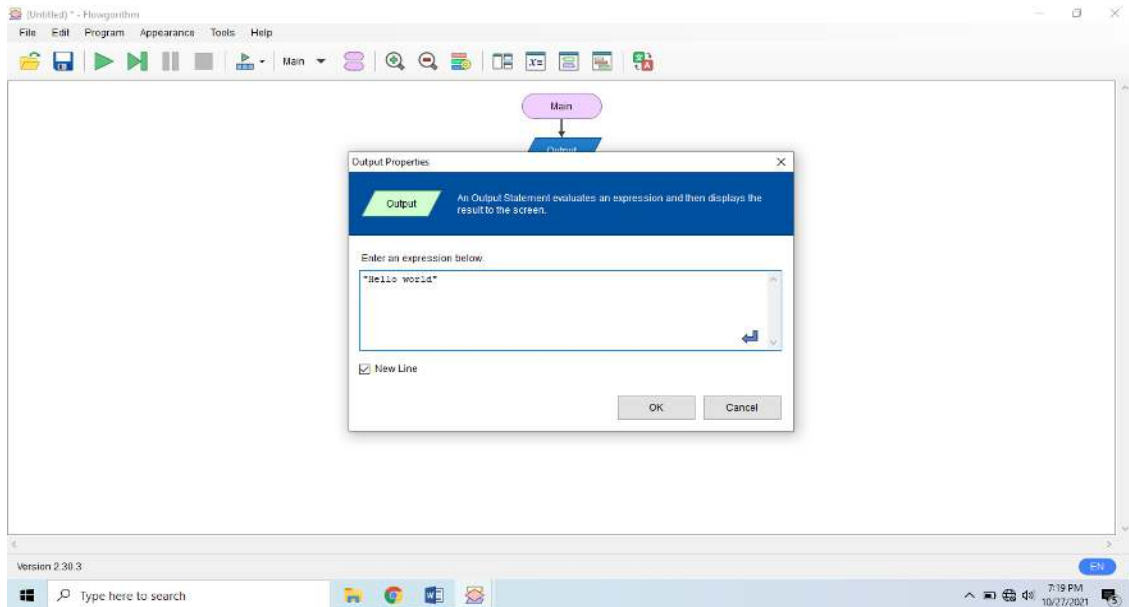 (Untitled) * - Flowgorithm
File Edit Program Appearance Tools Help
Main
Main
Output
Output Properties
Output
An Output Statement evaluates an expression and then displays the
result to the screen.
Enter an expression below
"Hello world"
New Line
OK Cancel
Version 2.30.3
EN
Type here to search
7:19 PM
10/27/2021
5